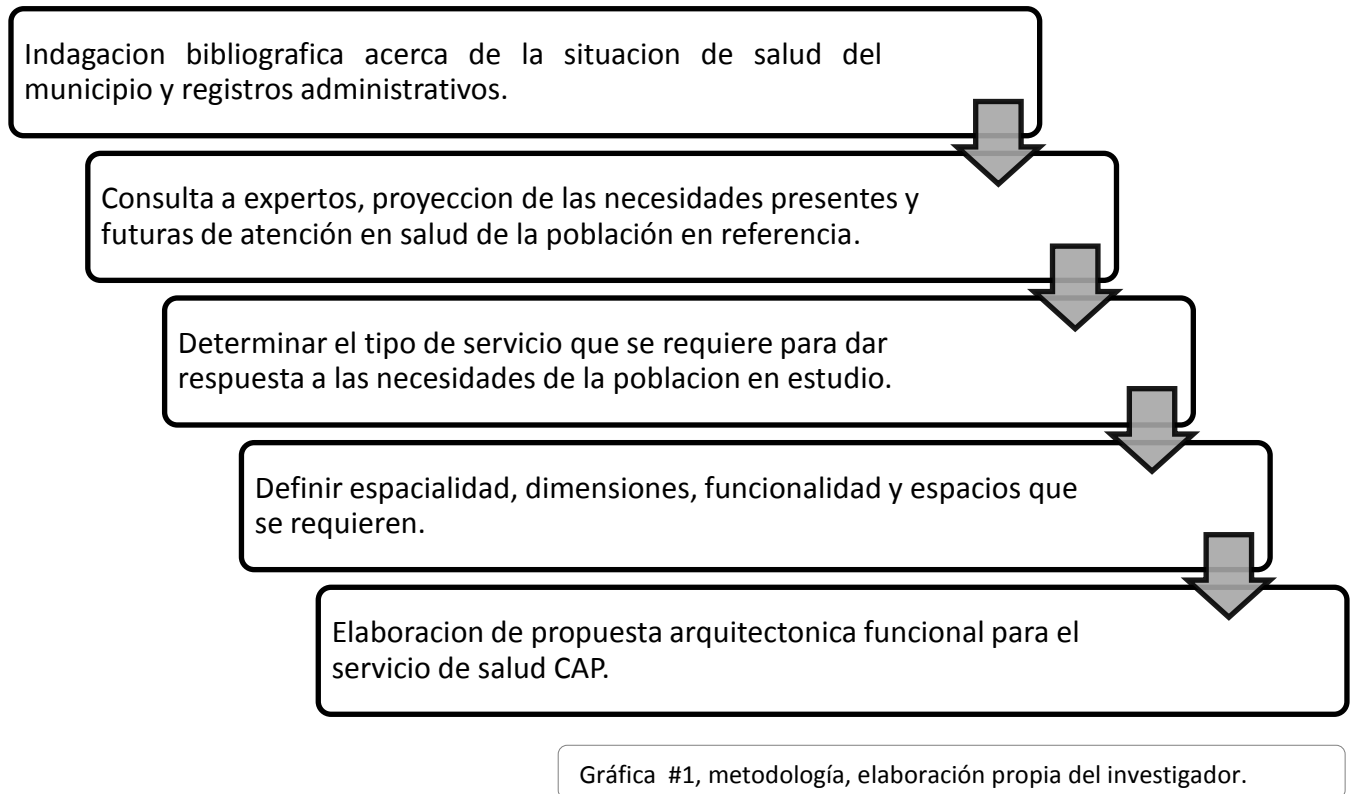 Indagacion bibliografica acerca de la situacion de salud del
municipio y registros administrativos.
Consulta a expertos, proyeccion de las necesidades presentes y
futuras de atención en salud de la población en referencia.
Determinar el tipo de servicio que se requiere para dar
respuesta a las necesidades de la poblacion en estudio.
Definir espacialidad, dimensiones, funcionalidad y espacios que
se requieren.
Elaboracion de propuesta arquitectonica funcional para el
servicio de salud CAP.
Gráfica #1, metodología, elaboración propia del investigador.